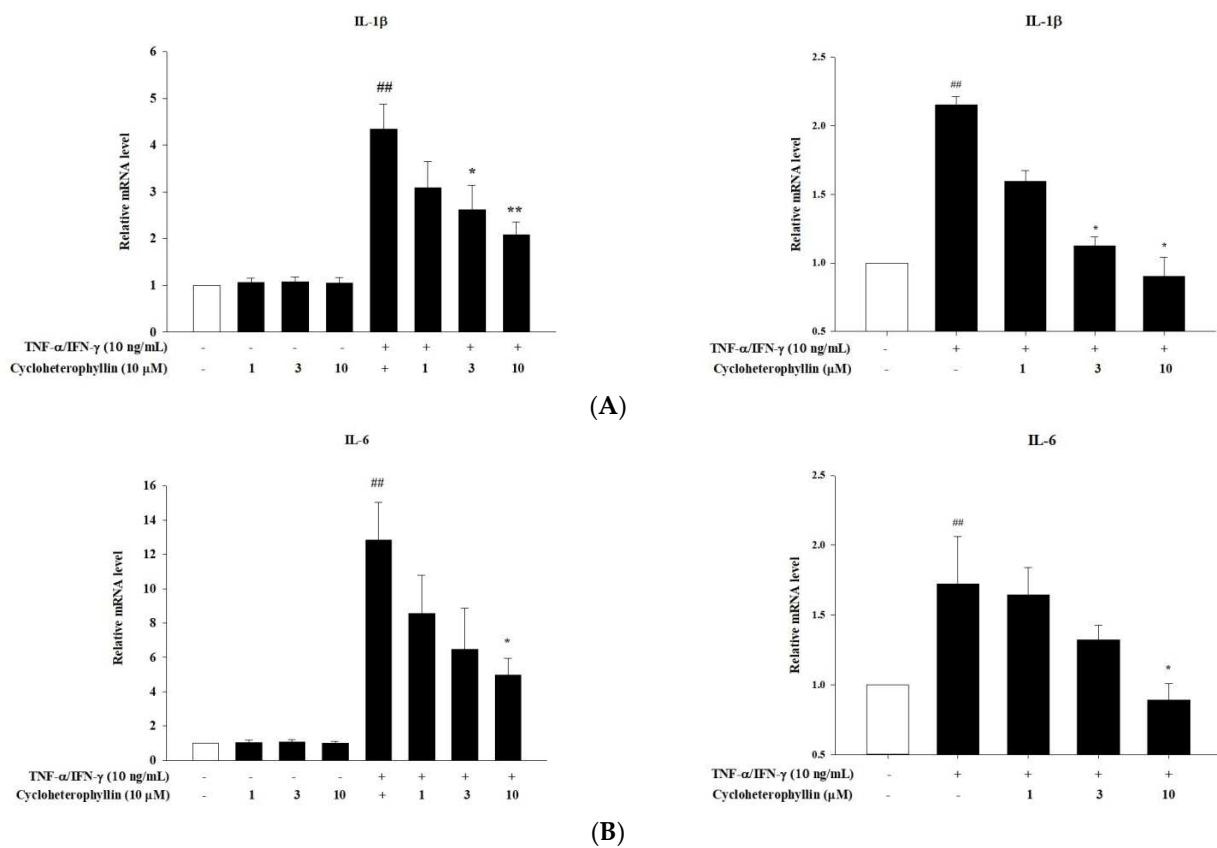 IL-1β
6
5
4
3
2
1
0
Relative mRNA level
##
*
**
TNF-α/IFN-γ (10 ng/mL) - - - - + + + +
Cycloheterophyllin (10 μM) - 1 3 10 + 1 3 10
IL-1β
2.5
2.0
1.5
1.0
0.5
Relative mRNA level
##
*
*
TNF-α/IFN-γ (10 ng/mL) - + + + +
Cycloheterophyllin (μM) - - 1 3 10
(A)
IL-6
16
14
12
10
8
6
4
2
0
Relative mRNA level
##
*
TNF-α/IFN-γ (10 ng/mL) - - - - + + + +
Cycloheterophyllin (10 μM) - 1 3 10 + 1 3 10
IL-6
2.5
2.0
1.5
1.0
0.5
Relative mRNA level
##
*
TNF-α/IFN-γ (10 ng/mL) - + + + +
Cycloheterophyllin (μM) - - 1 3 10
(B)